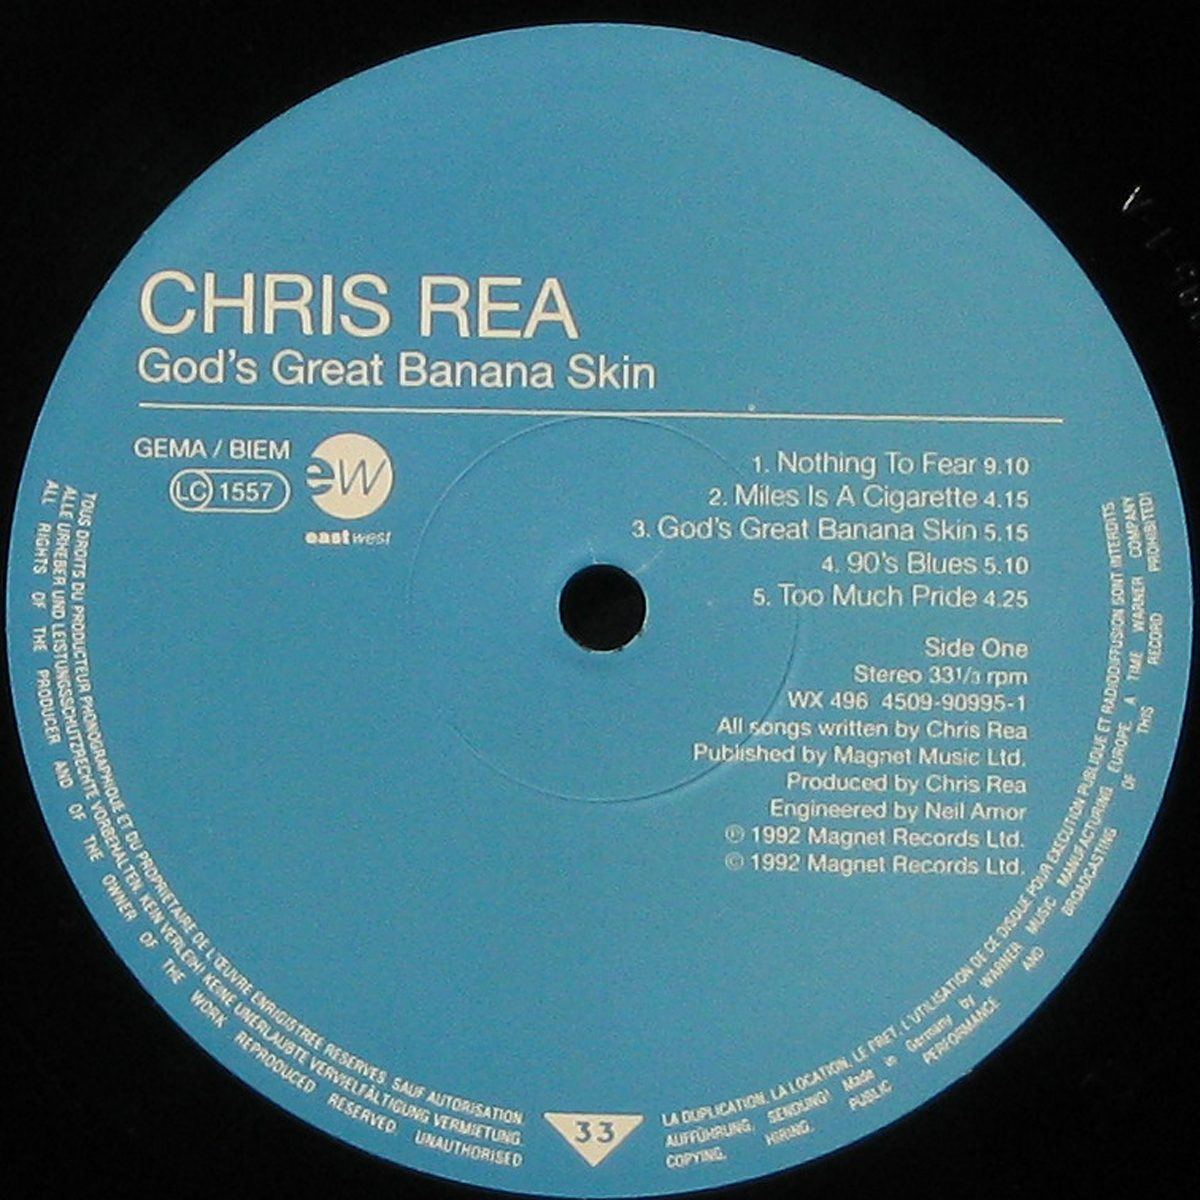 CHRIS REA
God's Great Banana Skin
GEMA / BIEM
LC 1557
ew
eastwest
1. Nothing To Fear 9.10
2. Miles Is A Cigarette 4.15
3. God's Great Banana Skin 5.15
4. 90's Blues 5.10
5. Too Much Pride 4.25
Side One
Stereo 33 1/3 rpm
WX 496 4509-90995-1
All songs written by Chris Rea
Published by Magnet Music Ltd.
Produced by Chris Rea
Engineered by Neil Amor
℗ 1992 Magnet Records Ltd.
© 1992 Magnet Records Ltd.
TOUS DROITS DU PRODUCTEUR PHONOGRAPHIQUE ET DU PROPRIETAIRE DE L'ŒUVRE ENRIGISTREE RESERVES. SAUF AUTORISATION
LA DUPLICATION, LA LOCATION, LE PRET, L'UTILISATION DE CE DISQUE POUR EXECUTION PUBLIQUE ET RADIODIFFUSION SONT INTERDITS
ALLE URHEBER UND LEISTUNGSSCHUTZRECHTE VORBEHALTEN. KEIN VERLEIH! KEINE UNERLAUBTE VERVIELFÄLTIGUNG VERMIETUNG.
AUFFÜHRUNG, SENDUNG! Made in Germany by WARNER MUSIC MANUFACTURING EUROPE. A TIME WARNER COMPANY
ALL RIGHTS OF THE PRODUCER AND OF THE OWNER OF THE WORK REPRODUCED RESERVED. UNAUTHORISED
COPYING, HIRING, PUBLIC PERFORMANCE AND BROADCASTING OF THIS RECORD PROHIBITED!
33